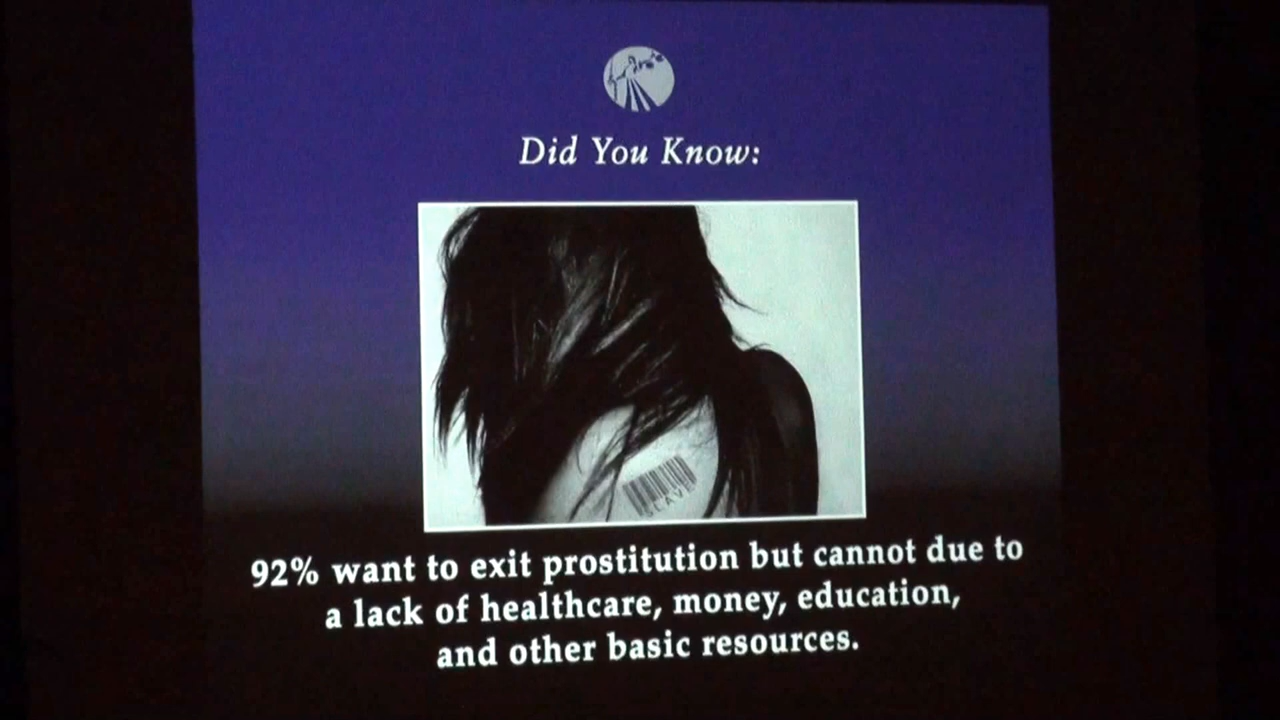 Did You Know:
SLAVE
92% want to exit prostitution but cannot due to
a lack of healthcare, money, education,
and other basic resources.